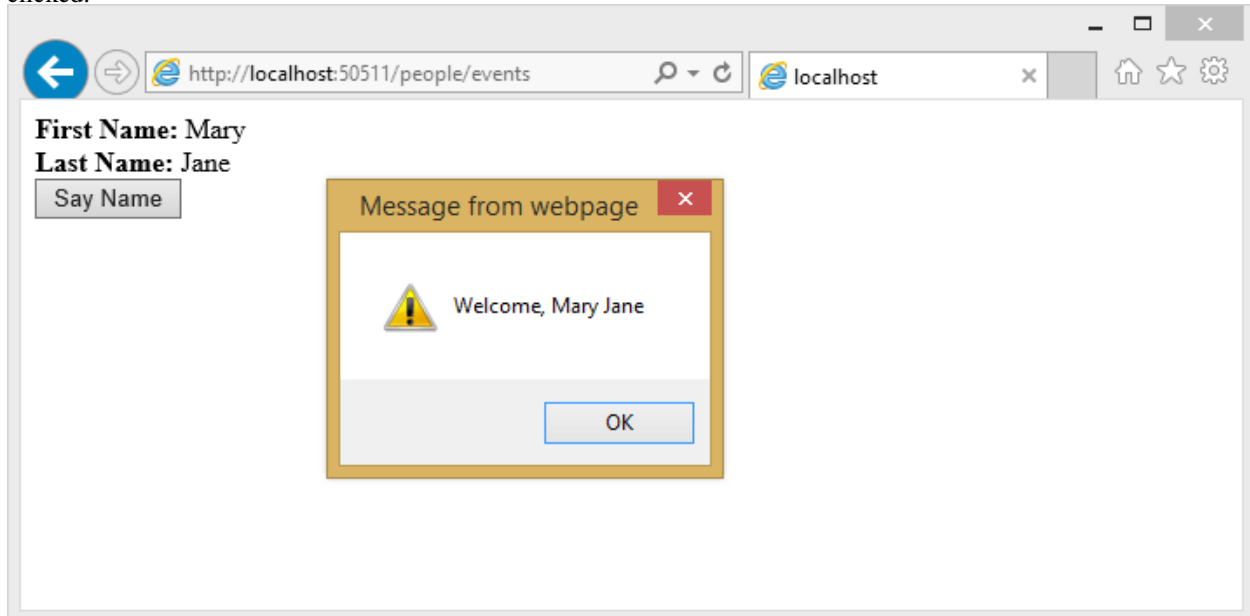 clicked.
http://localhost:50511/people/events
localhost
First Name: Mary
Last Name: Jane
Say Name
Message from webpage
Welcome, Mary Jane
OK